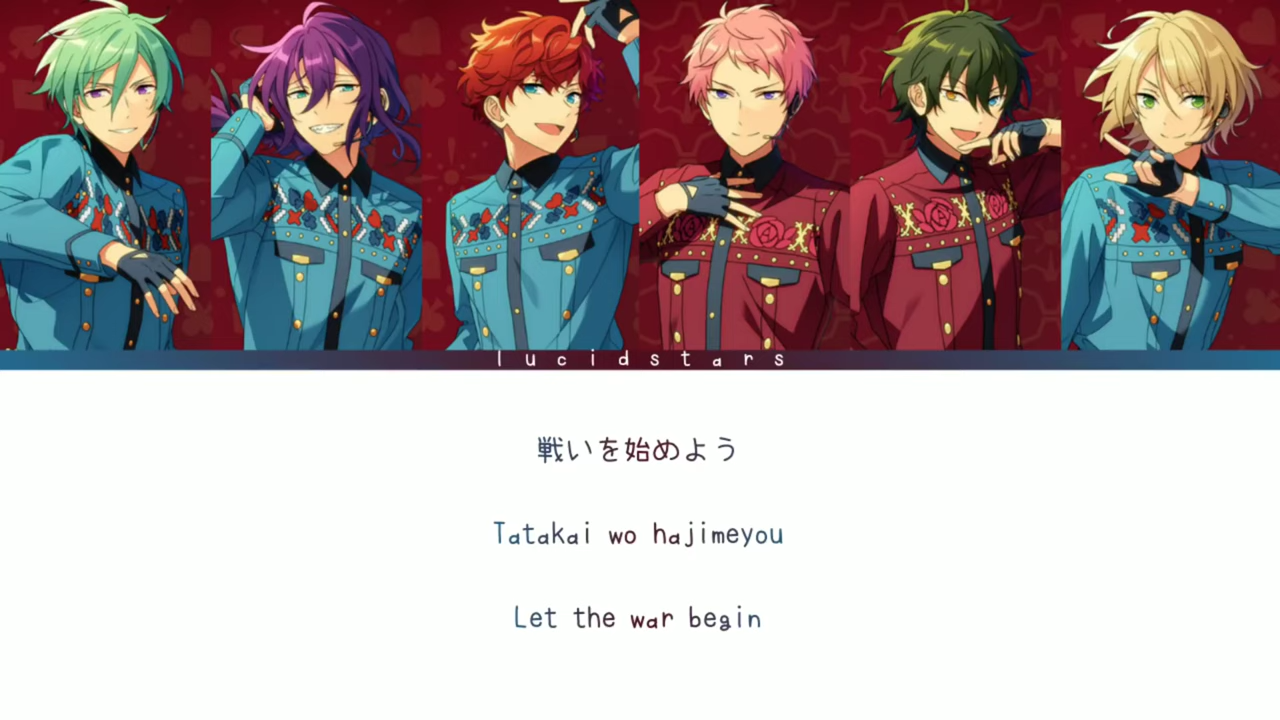 lucidstars
戦いを始めよう
Tatakai wo hajimeyou
Let the war begin